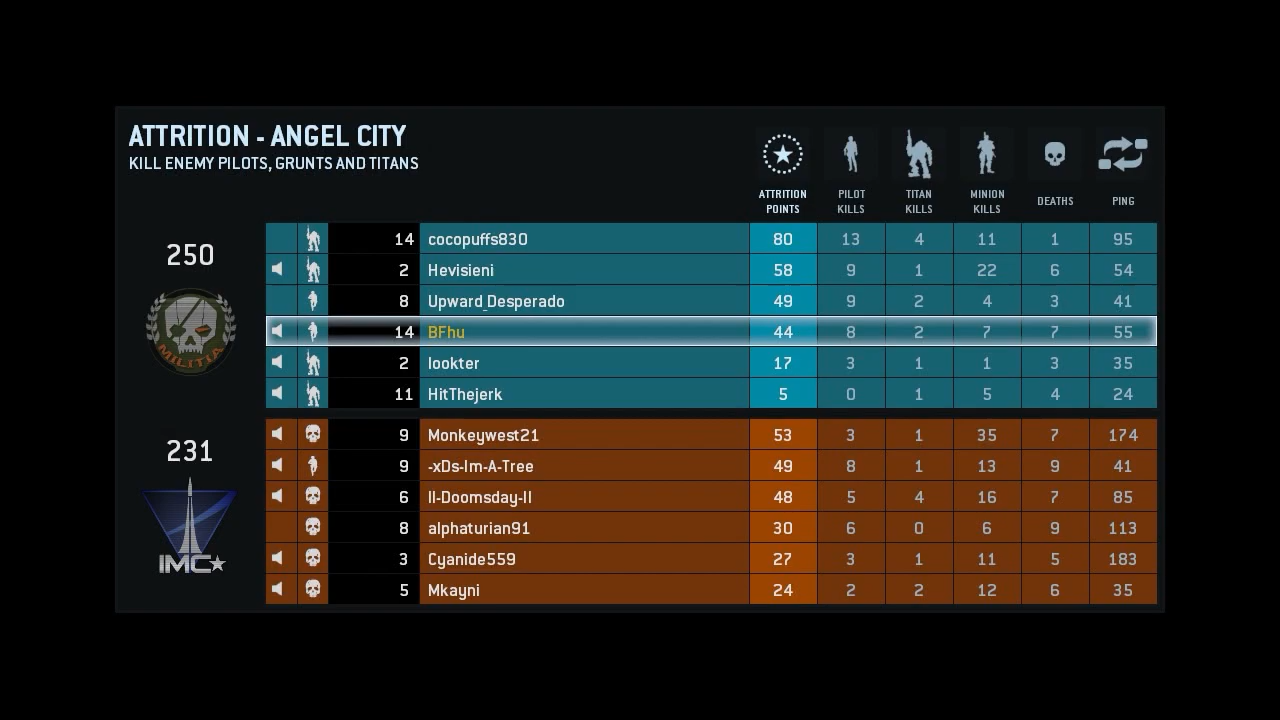 ATTRITION - ANGEL CITY
KILL ENEMY PILOTS, GRUNTS AND TITANS
ATTRITION POINTS PILOT KILLS TITAN KILLS MINION KILLS DEATHS PING
250
MILITIA
14 cocopuffs830 80 13 4 11 1 95
2 Hevisieni 58 9 1 22 6 54
8 Upward_Desperado 49 9 2 4 3 41
14 BFhu 44 8 2 7 7 55
2 lookter 17 3 1 1 3 35
11 HitThejerk 5 0 1 5 4 24
231
IMC
9 Monkeywest21 53 3 1 35 7 174
9 -xDs-Im-A-Tree 49 8 1 13 9 41
6 II-Doomsday-II 48 5 4 16 7 85
8 alphaturian91 30 6 0 6 9 113
3 Cyanide559 27 3 1 11 5 183
5 Mkayni 24 2 2 12 6 35